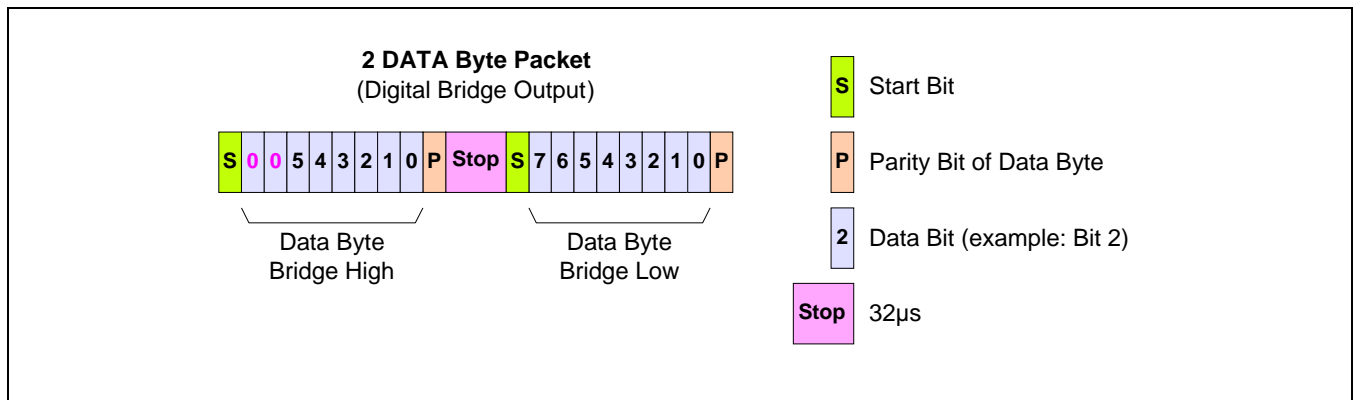 2 DATA Byte Packet
(Digital Bridge Output)
S 0 0 5 4 3 2 1 0 P Stop S 7 6 5 4 3 2 1 0 P
Data Byte
Bridge High
Data Byte
Bridge Low
S Start Bit
P Parity Bit of Data Byte
2 Data Bit (example: Bit 2)
Stop 32µs